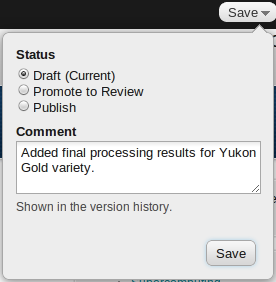 Save
Status
Draft (Current)
Promote to Review
Publish
Comment
Added final processing results for Yukon
Gold variety.
Shown in the version history.
Save